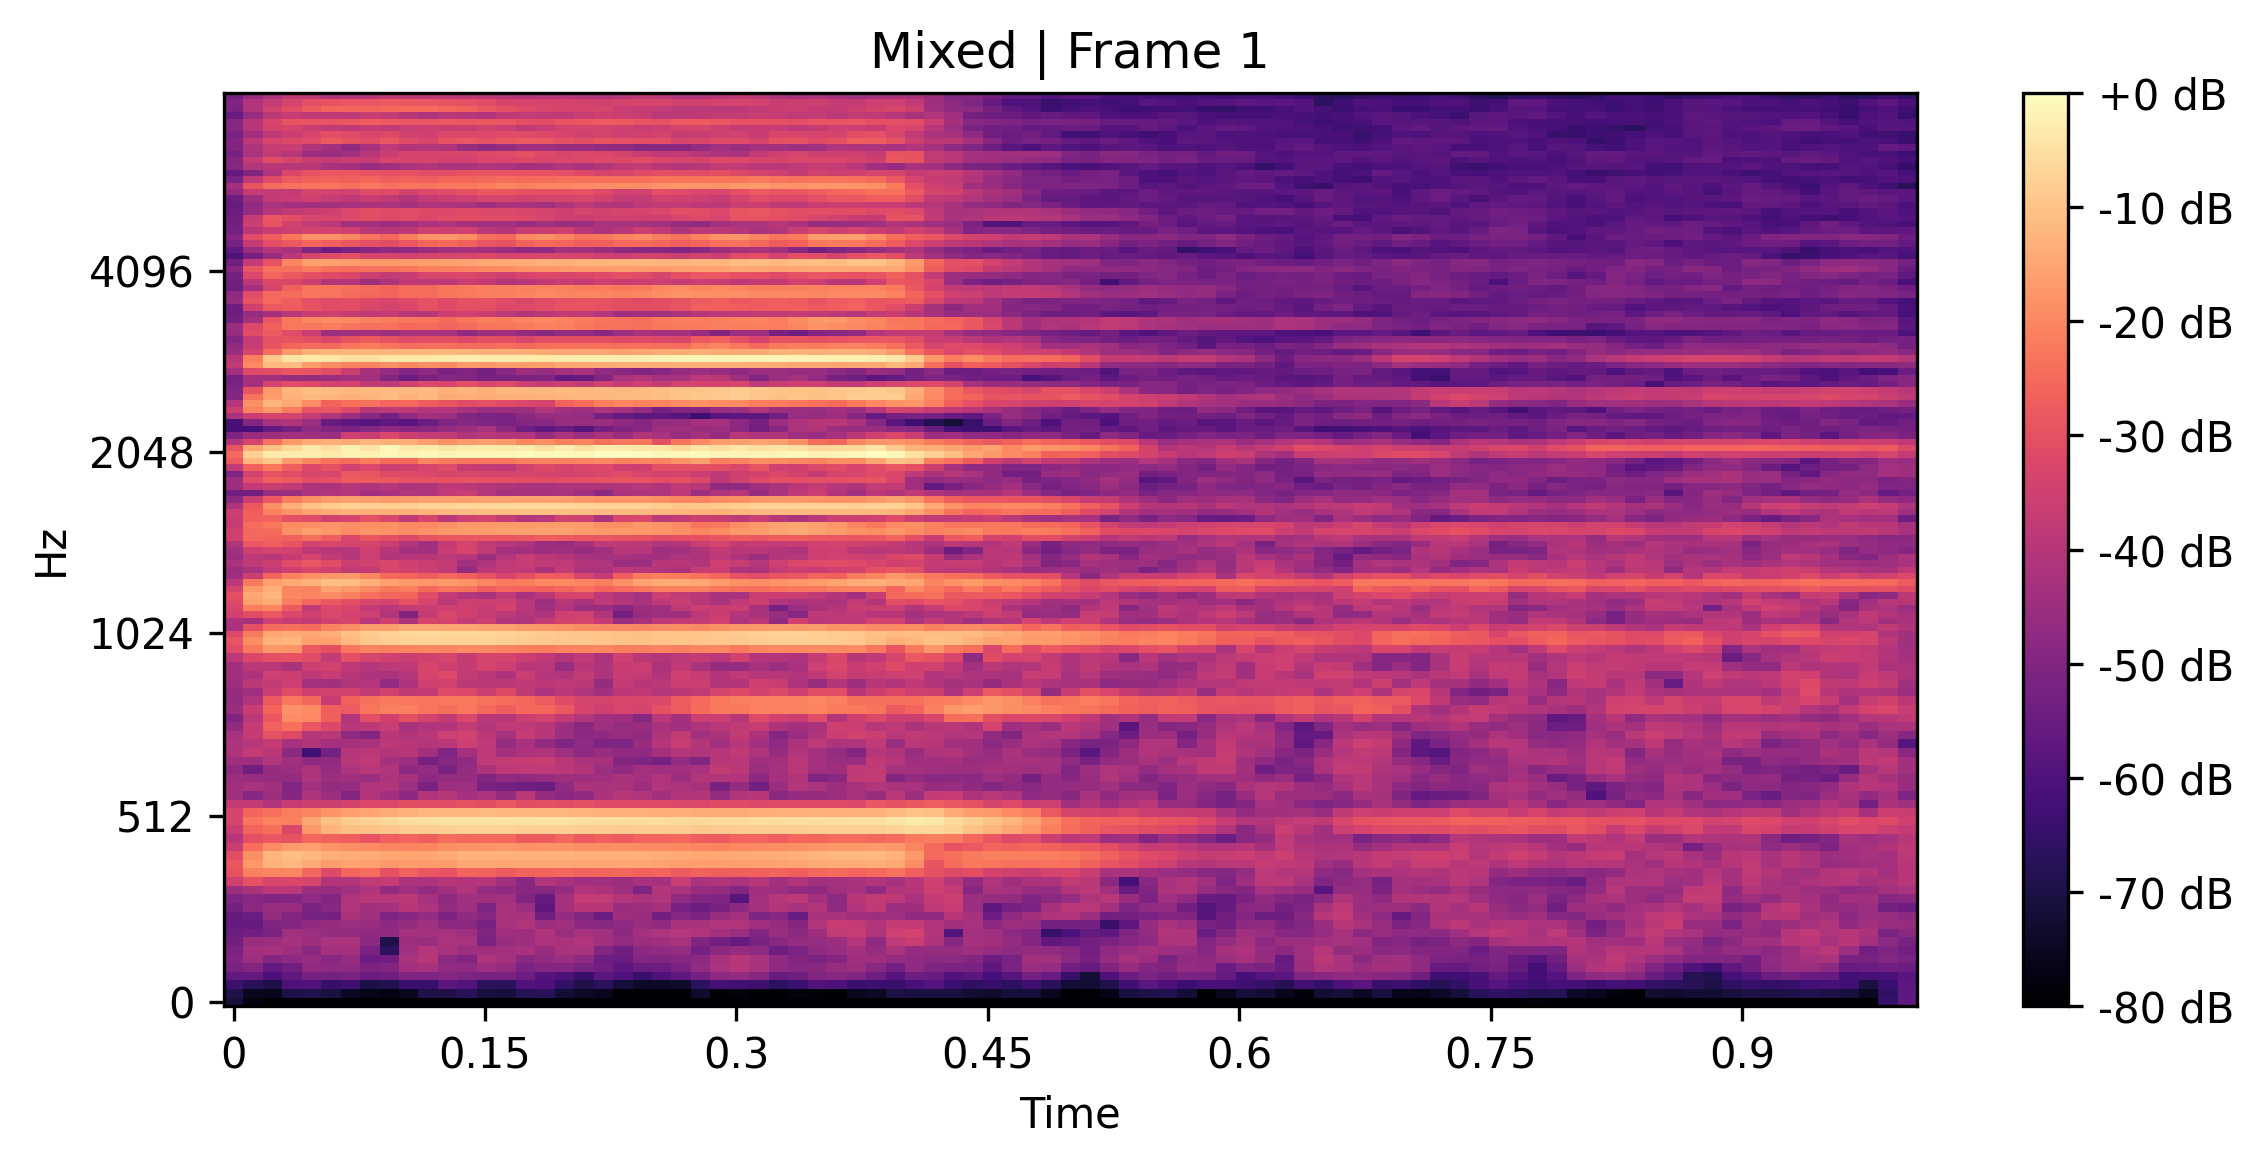 Mixed | Frame 1
Hz
4096
2048
1024
512
0
0
0.15
0.3
0.45
0.6
0.75
0.9
Time
+0 dB
-10 dB
-20 dB
-30 dB
-40 dB
-50 dB
-60 dB
-70 dB
-80 dB